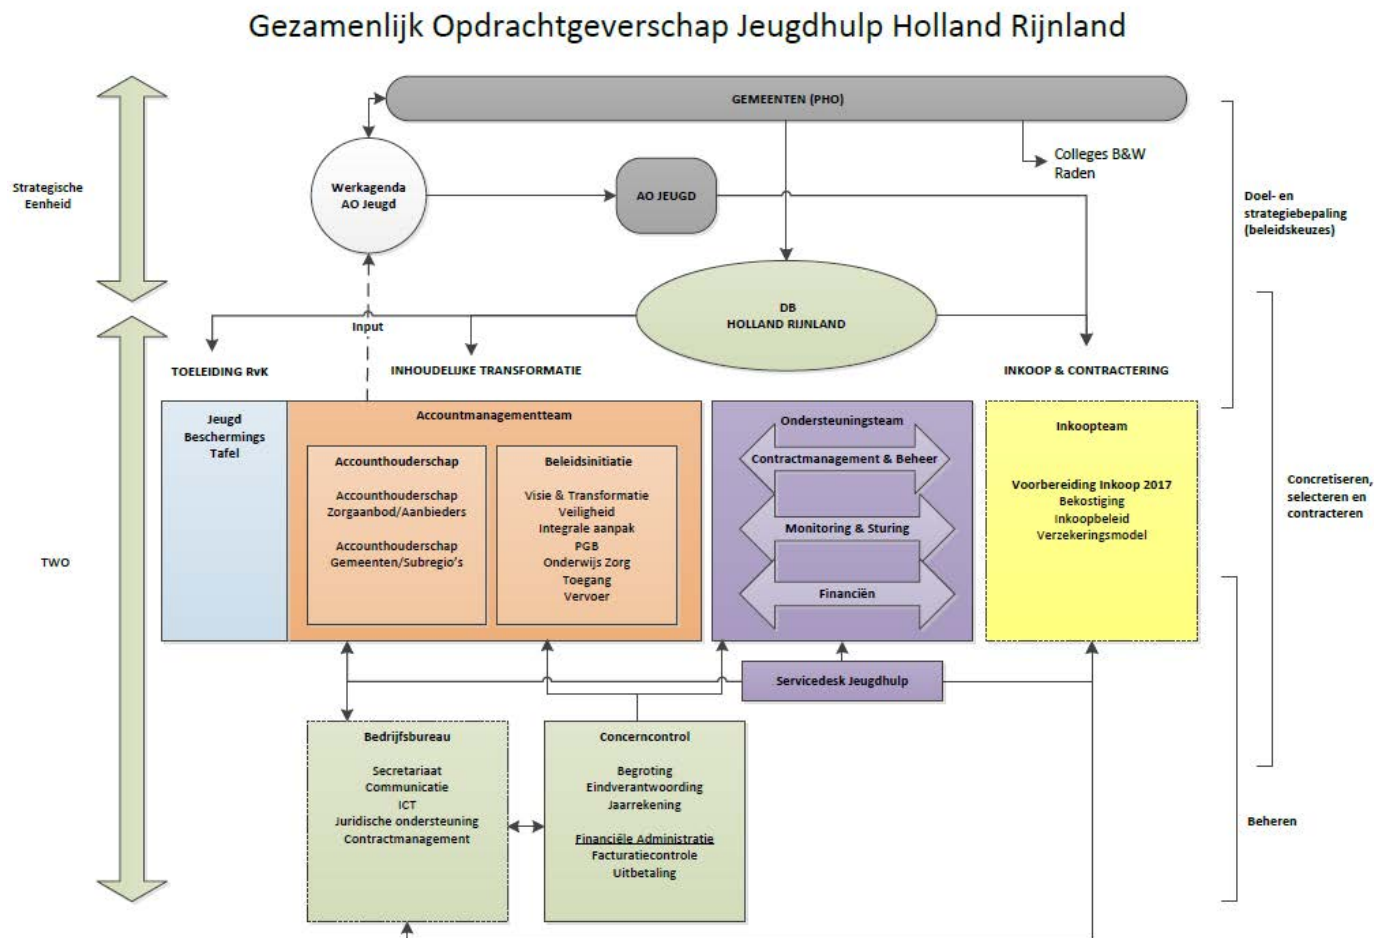 Gezamenlijk Opdrachtgeverschap Jeugdhulp Holland Rijnland
GEMEENTEN (PHO)
Colleges B&W
Raden
Strategische
Eenheid
Werkagenda
AO Jeugd
AO JEUGD
Doel- en
strategiebepaling
(beleidskeuzes)
DB
HOLLAND RIJNLAND
Input
TOELEIDING RvK
INHOUDELIJKE TRANSFORMATIE
INKOOP & CONTRACTERING
Jeugd
Beschermings
Tafel
Accountmanagementteam
Accounthouderschap
Accounthouderschap
Zorgaanbod/Aanbieders
Accounthouderschap
Gemeenten/Subregio's
Beleidsinitiatie
Visie & Transformatie
Veiligheid
Integrale aanpak
PGB
Onderwijs Zorg
Toegang
Vervoer
Ondersteuningsteam
Contractmanagement & Beheer
Monitoring & Sturing
Financiën
Inkoopteam
Voorbereiding Inkoop 2017
Bekostiging
Inkoopbeleid
Verzekeringsmodel
Concretiseren,
selecteren en
contracteren
TWO
Servicedesk Jeugdhulp
Bedrijfsbureau
Secretariaat
Communicatie
ICT
Juridische ondersteuning
Contractmanagement
Concerncontrol
Begroting
Eindverantwoording
Jaarrekening
Financiële Administratie
Facturatiecontrole
Uitbetaling
Beheren